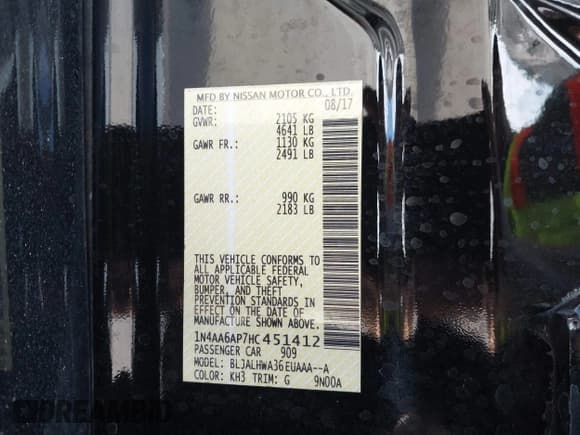 MFD BY NISSAN MOTOR CO., LTD.
DATE: 08/17
GVWR: 2105 KG
4641 LB
GAWR FR.: 1130 KG
2491 LB
GAWR RR.: 990 KG
2183 LB
THIS VEHICLE CONFORMS TO
ALL APPLICABLE FEDERAL
MOTOR VEHICLE SAFETY,
BUMPER, AND THEFT
PREVENTION STANDARDS IN
EFFECT ON THE DATE OF
MANUFACTURE SHOWN ABOVE.
1N4AA6AP7HC451412
PASSENGER CAR 909
MODEL: BLJALHWA36EUAAA--A
COLOR: KH3 TRIM: G 9N00A
DREAMBID